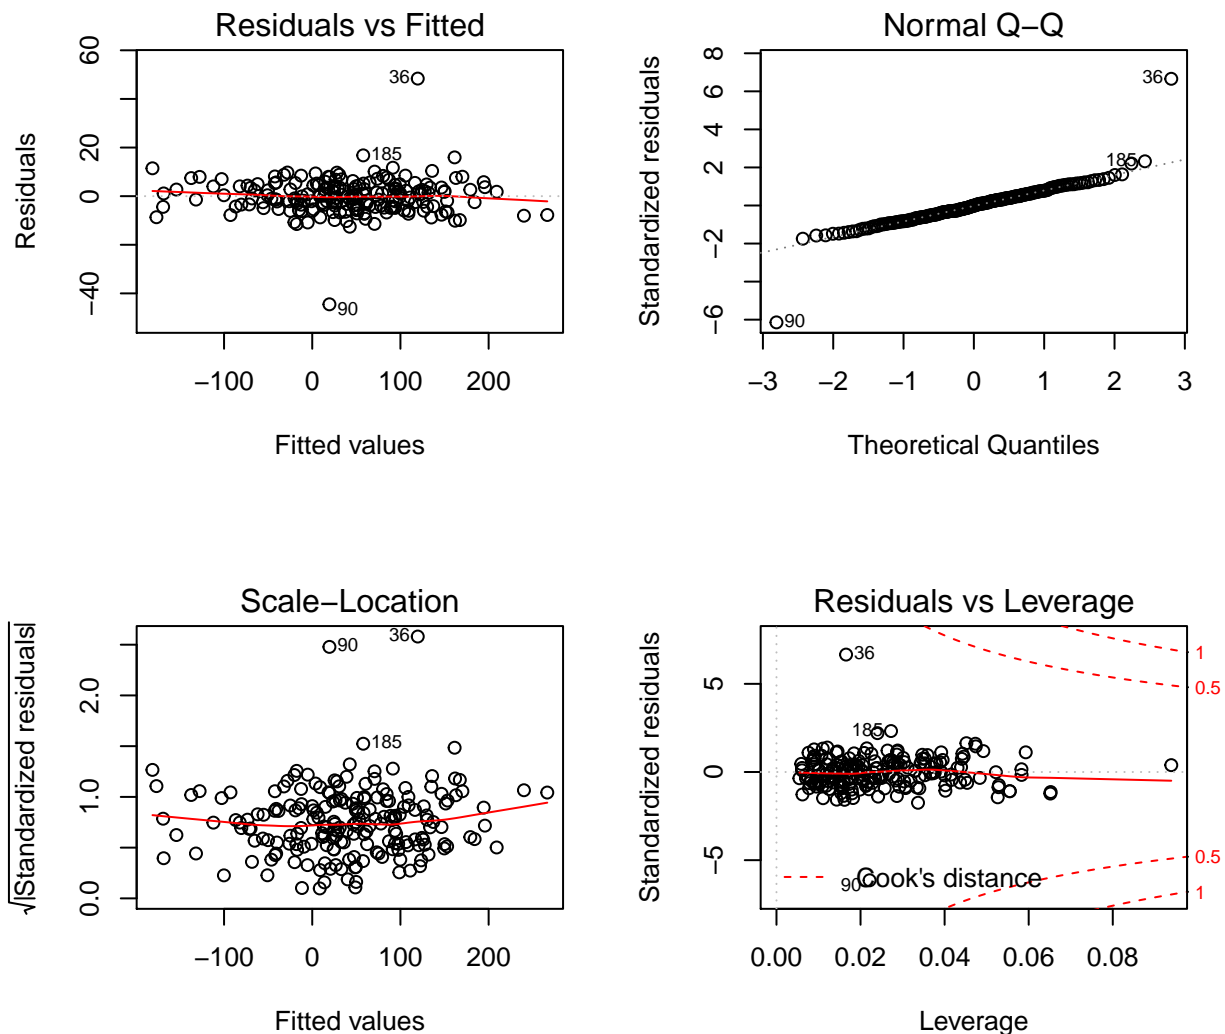 Residuals vs Fitted
Residuals
60
20
0
−40
36
185
90
−100 0 100 200
Fitted values
Normal Q−Q
Standardized residuals
8
6
4
2
−2
−6
36
185
90
−3 −2 −1 0 1 2 3
Theoretical Quantiles
Scale−Location
√|Standardized residuals|
2.0
1.0
0.0
90
36
185
−100 0 100 200
Fitted values
Residuals vs Leverage
Standardized residuals
5
0
−5
36
185
90
Cook's distance
1
0.5
0.5
1
0.00 0.02 0.04 0.06 0.08
Leverage